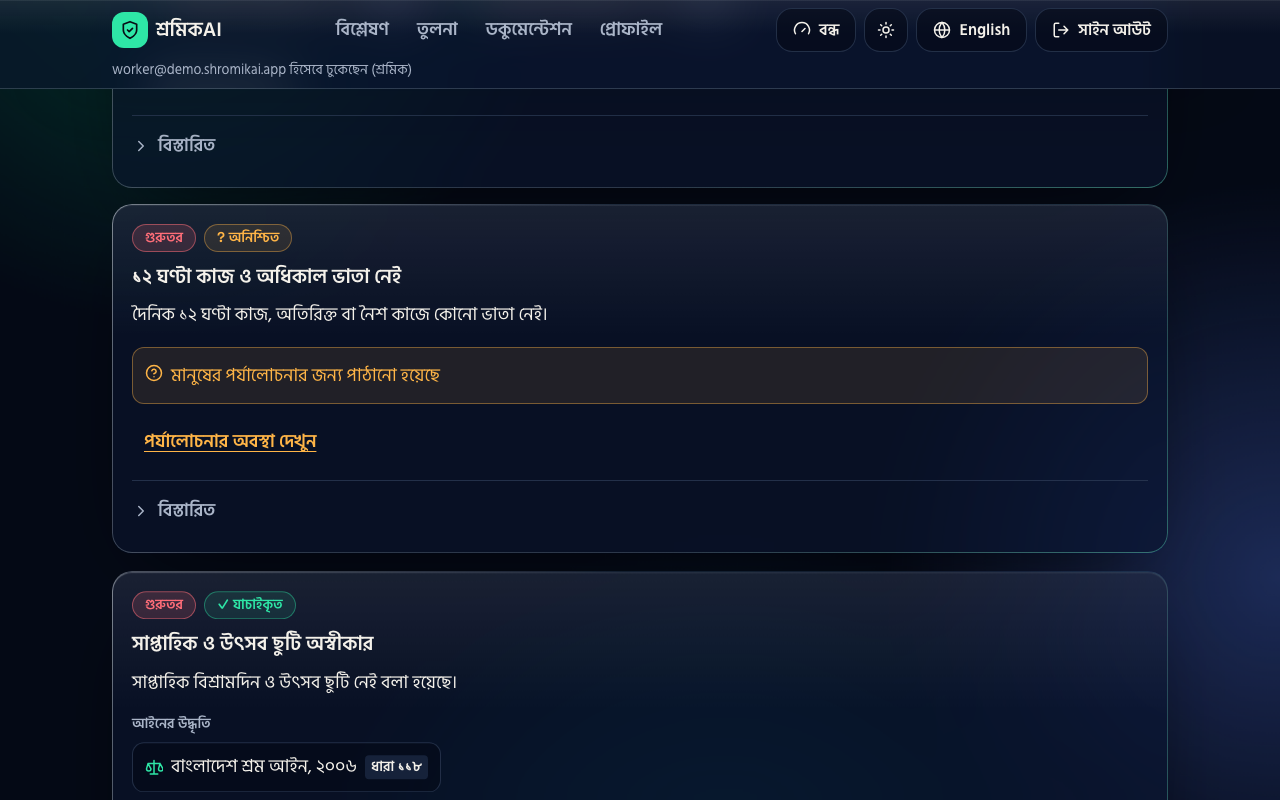 শ্রমিকAI
বিশ্লেষণ
তুলনা
ডকুমেন্টেশন
প্রোফাইল
বন্ধ
English
সাইন আউট
worker@demo.shromikai.app হিসেবে ঢুকেছেন (শ্রমিক)
বিস্তারিত
গুরুতর
? অনিশ্চিত
১২ ঘণ্টা কাজ ও অধিকাল ভাতা নেই
দৈনিক ১২ ঘণ্টা কাজ, অতিরিক্ত বা নৈশ কাজে কোনো ভাতা নেই।
মানুষের পর্যালোচনার জন্য পাঠানো হয়েছে
পর্যালোচনার অবস্থা দেখুন
বিস্তারিত
গুরুতর
✓ যাচাইকৃত
সাপ্তাহিক ও উৎসব ছুটি অস্বীকার
সাপ্তাহিক বিশ্রামদিন ও উৎসব ছুটি নেই বলা হয়েছে।
আইনের উদ্ধৃতি
বাংলাদেশ শ্রম আইন, ২০০৬ ধারা ১১৮